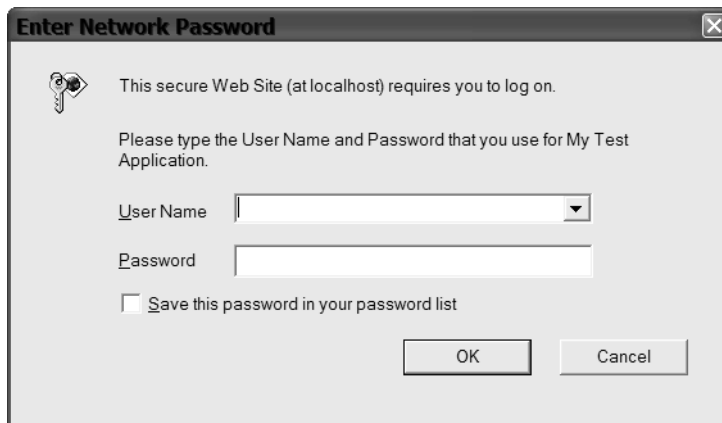 Enter Network Password
This secure Web Site (at localhost) requires you to log on.
Please type the User Name and Password that you use for My Test
Application.
User Name
Password
Save this password in your password list
OK Cancel